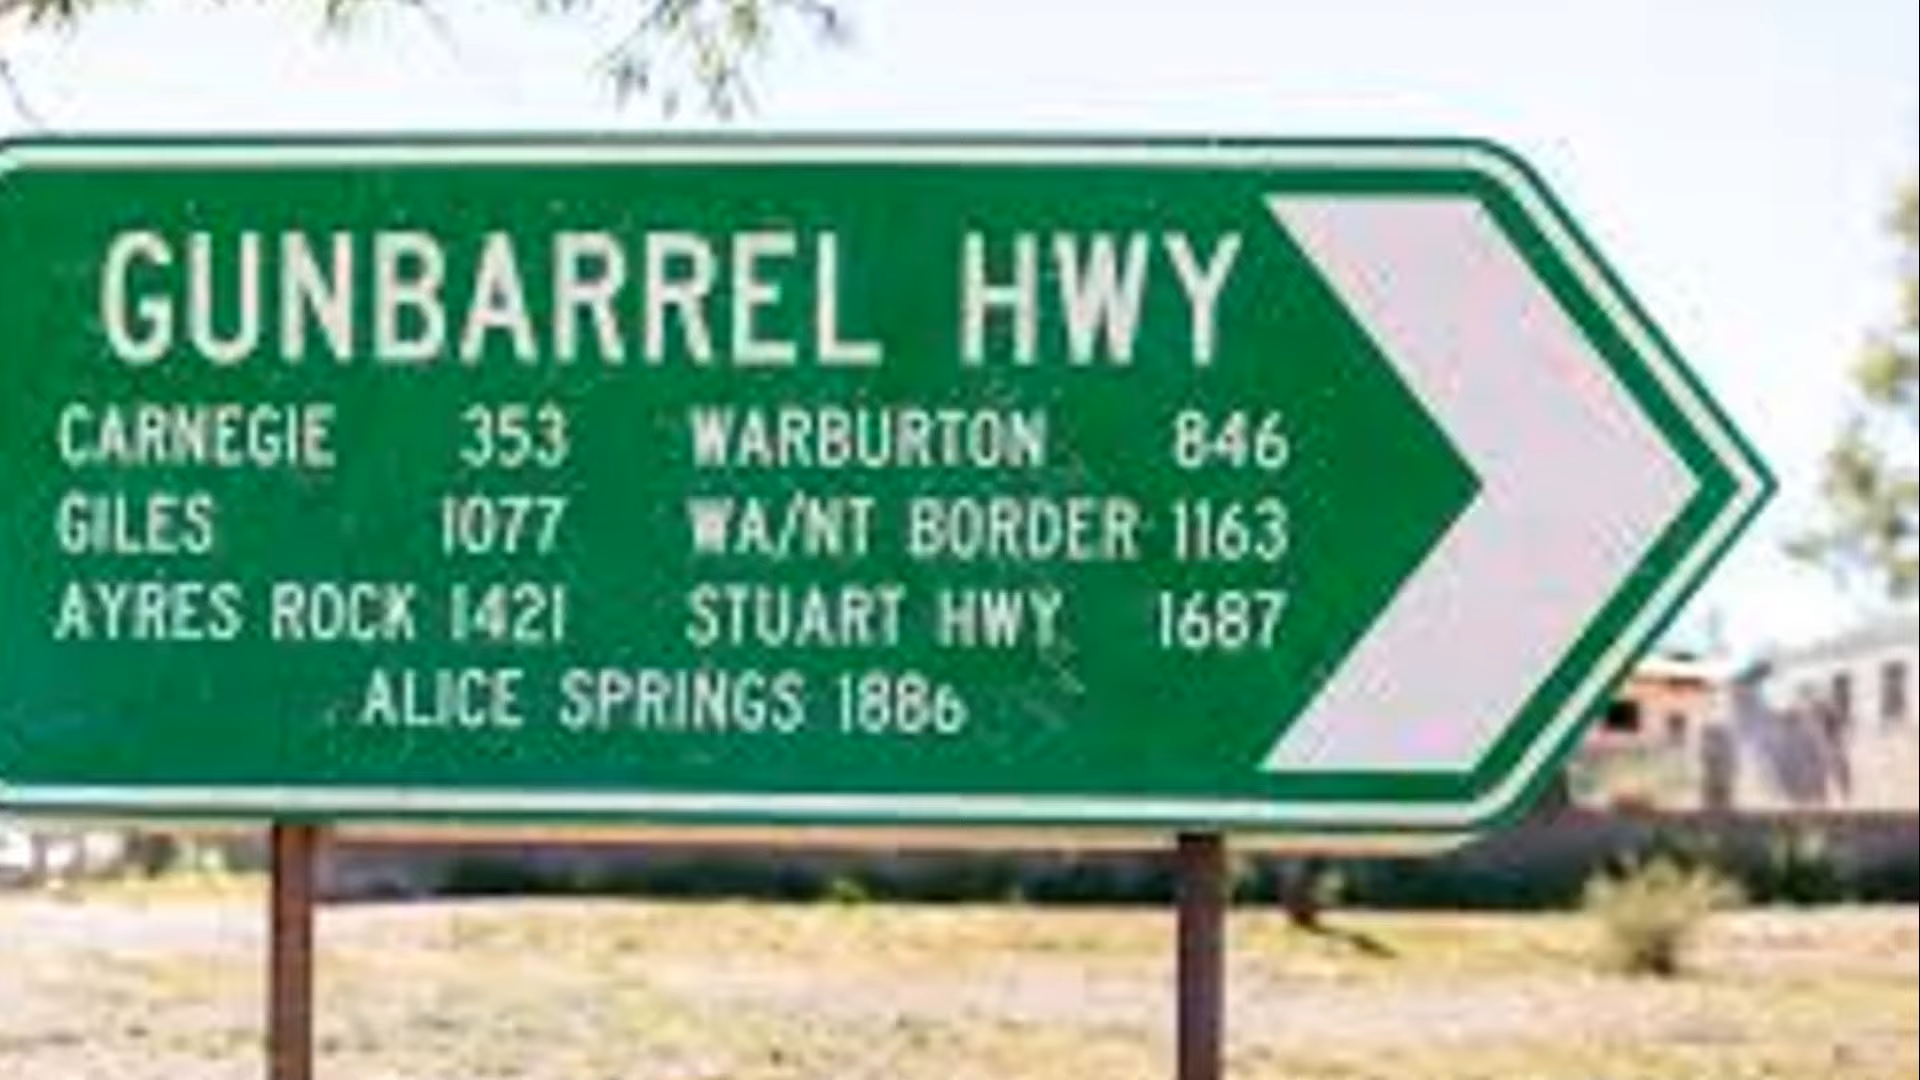 GUNBARREL HWY
CARNEGIE 353 WARBURTON 846
GILES 1077 WA/NT BORDER 1163
AYRES ROCK 1421 STUART HWY 1687
ALICE SPRINGS 1886